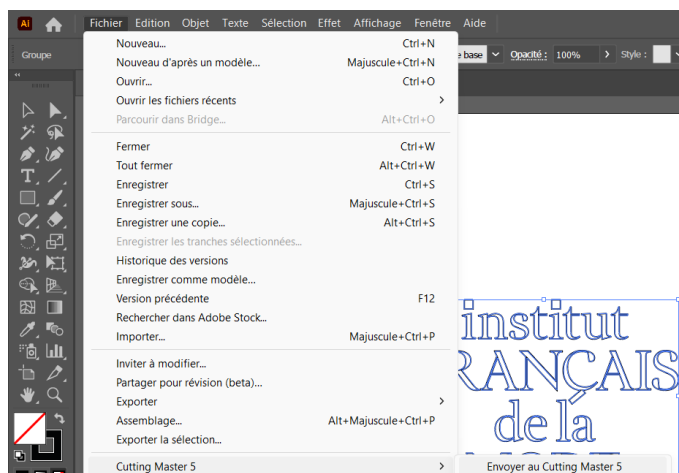 Ai Fichier Edition Objet Texte Sélection Effet Affichage Fenêtre Aide
Groupe
e base Opacité : 100% Style :
Nouveau... Ctrl+N
Nouveau d'après un modèle... Majuscule+Ctrl+N
Ouvrir... Ctrl+O
Ouvrir les fichiers récents
Parcourir dans Bridge... Alt+Ctrl+O
Fermer Ctrl+W
Tout fermer Alt+Ctrl+W
Enregistrer Ctrl+S
Enregistrer sous... Majuscule+Ctrl+S
Enregistrer une copie... Alt+Ctrl+S
Enregistrer les tranches sélectionnées...
Historique des versions
Enregistrer comme modèle...
Version précédente F12
Rechercher dans Adobe Stock...
Importer... Majuscule+Ctrl+P
Inviter à modifier...
Partager pour révision (beta)...
Exporter
Assemblage... Alt+Majuscule+Ctrl+P
Exporter la sélection...
Cutting Master 5
Envoyer au Cutting Master 5
institut
RANÇAIS
de la
MODE